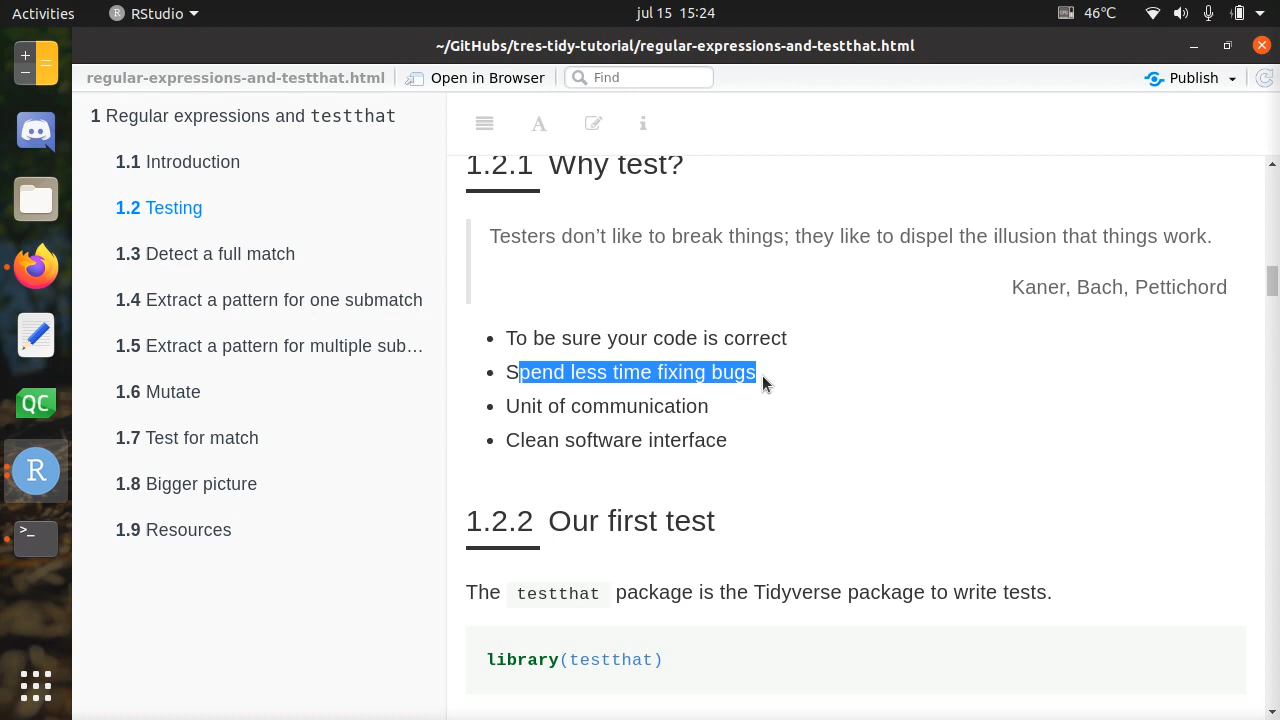 Activities RStudio jul 15 15:24 46°C
~/GitHubs/tres-tidy-tutorial/regular-expressions-and-testthat.html
regular-expressions-and-testthat.html Open in Browser Find Publish
1 Regular expressions and testthat
1.1 Introduction
1.2 Testing
1.3 Detect a full match
1.4 Extract a pattern for one submatch
1.5 Extract a pattern for multiple sub…
1.6 Mutate
1.7 Test for match
1.8 Bigger picture
1.9 Resources
1.2.1 Why test?
Testers don’t like to break things; they like to dispel the illusion that things work.
Kaner, Bach, Pettichord
• To be sure your code is correct
• Spend less time fixing bugs
• Unit of communication
• Clean software interface
1.2.2 Our first test
The testthat package is the Tidyverse package to write tests.
library(testthat)
QC
R
>_